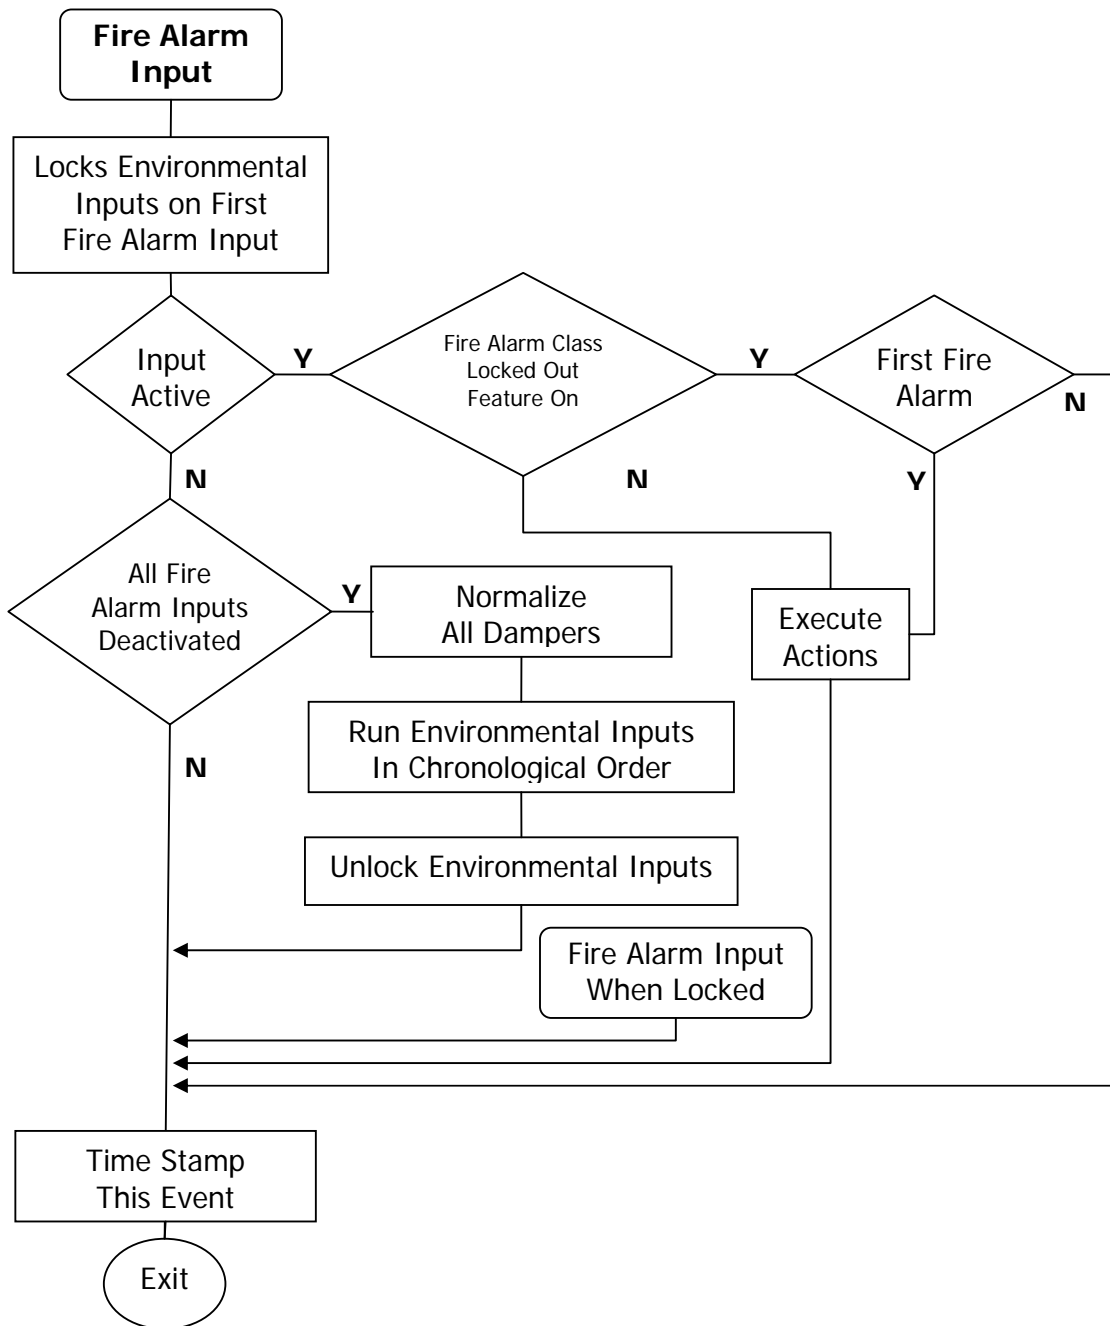 Fire Alarm
Input
Locks Environmental
Inputs on First
Fire Alarm Input
Input
Active
Y
Fire Alarm Class
Locked Out
Feature On
Y
First Fire
Alarm
N
N
N
Y
All Fire
Alarm Inputs
Deactivated
Y
Normalize
All Dampers
Execute
Actions
N
Run Environmental Inputs
In Chronological Order
Unlock Environmental Inputs
Fire Alarm Input
When Locked
Time Stamp
This Event
Exit